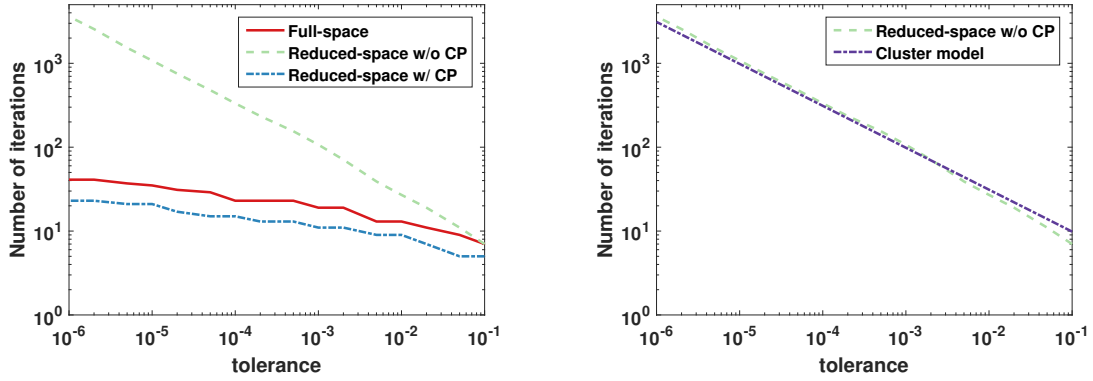 Number of iterations
10^3
10^2
10^1
10^0
10^-6
10^-5
10^-4
10^-3
10^-2
10^-1
tolerance
Full-space
Reduced-space w/o CP
Reduced-space w/ CP
Number of iterations
10^3
10^2
10^1
10^0
10^-6
10^-5
10^-4
10^-3
10^-2
10^-1
tolerance
Reduced-space w/o CP
Cluster model